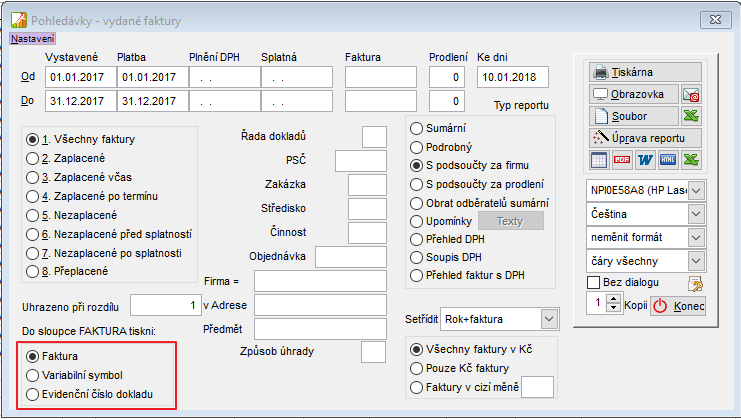 Pohledávky - vydané faktury
Nastavení
Vystavené Platba Plnění DPH Splatná Faktura Prodlení Ke dni
Od 01.01.2017 01.01.2017 . . . . 0 10.01.2018
Do 31.12.2017 31.12.2017 . . . . 0 Typ reportu
1. Všechny faktury
2. Zaplacené
3. Zaplacené včas
4. Zaplacené po termínu
5. Nezaplacené
6. Nezaplacené před splatností
7. Nezaplacené po splatnosti
8. Přeplacené
Uhrazeno při rozdílu 1
Do sloupce FAKTURA tiskni:
Faktura
Variabilní symbol
Evidenční číslo dokladu
Řada dokladů
PSČ
Zakázka
Středisko
Činnost
Objednávka
Firma =
v Adrese
Předmět
Způsob úhrady
Sumární
Podrobný
S podsoučty za firmu
S podsoučty za prodlení
Obrat odběratelů sumární
Upomínky Texty
Přehled DPH
Soupis DPH
Přehled faktur s DPH
Setřídit Rok+faktura
Všechny faktury v Kč
Pouze Kč faktury
Faktury v cizí měně
Tiskárna
Obrazovka
Soubor
Úprava reportu
PDF W HTML
NPI0E58A8 (HP Lase
Čeština
neměnit formát
čáry všechny
Bez dialogu
1 Kopií Konec